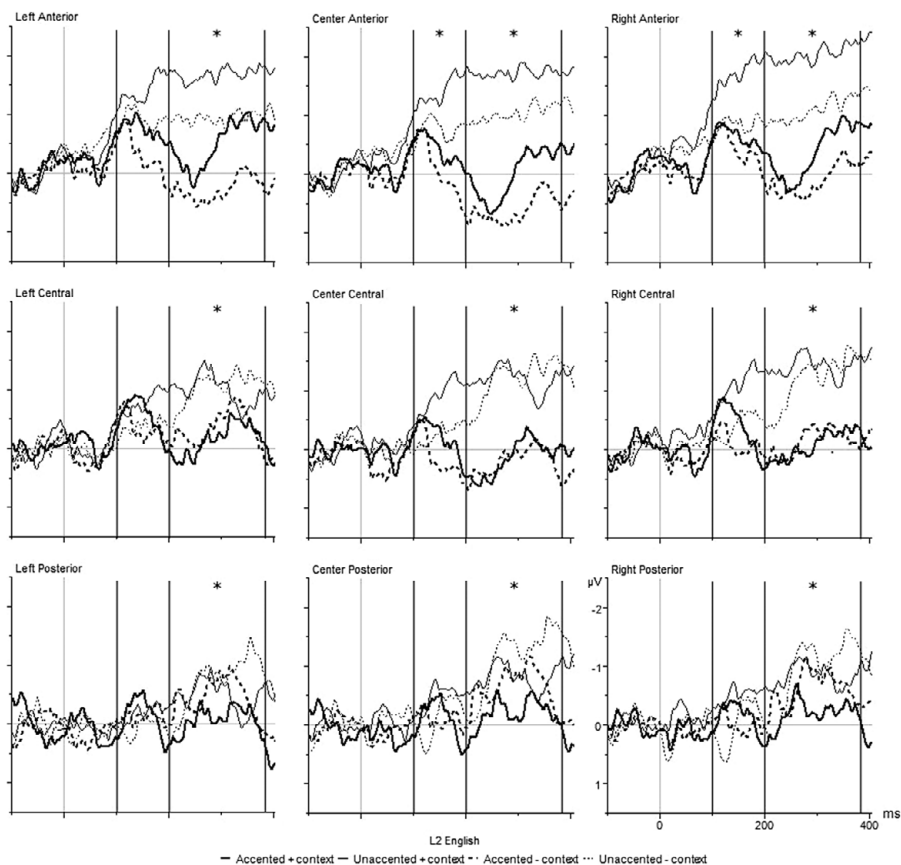 Left Anterior
Center Anterior
Right Anterior
*
* *
* *
Left Central
Center Central
Right Central
*
*
*
Left Posterior
Center Posterior
Right Posterior
*
*
*
µV
-2
-1
0
1
0 200 400 ms
L2 English
Accented + context Unaccented + context Accented - context Unaccented - context